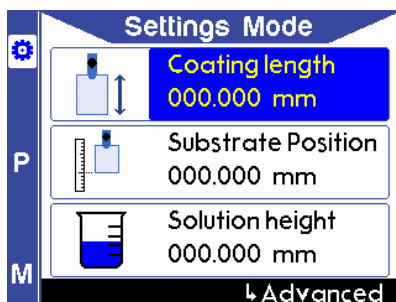 Settings Mode
Coating length
000.000 mm
P
Substrate Position
000.000 mm
Solution height
000.000 mm
M
↳Advanced